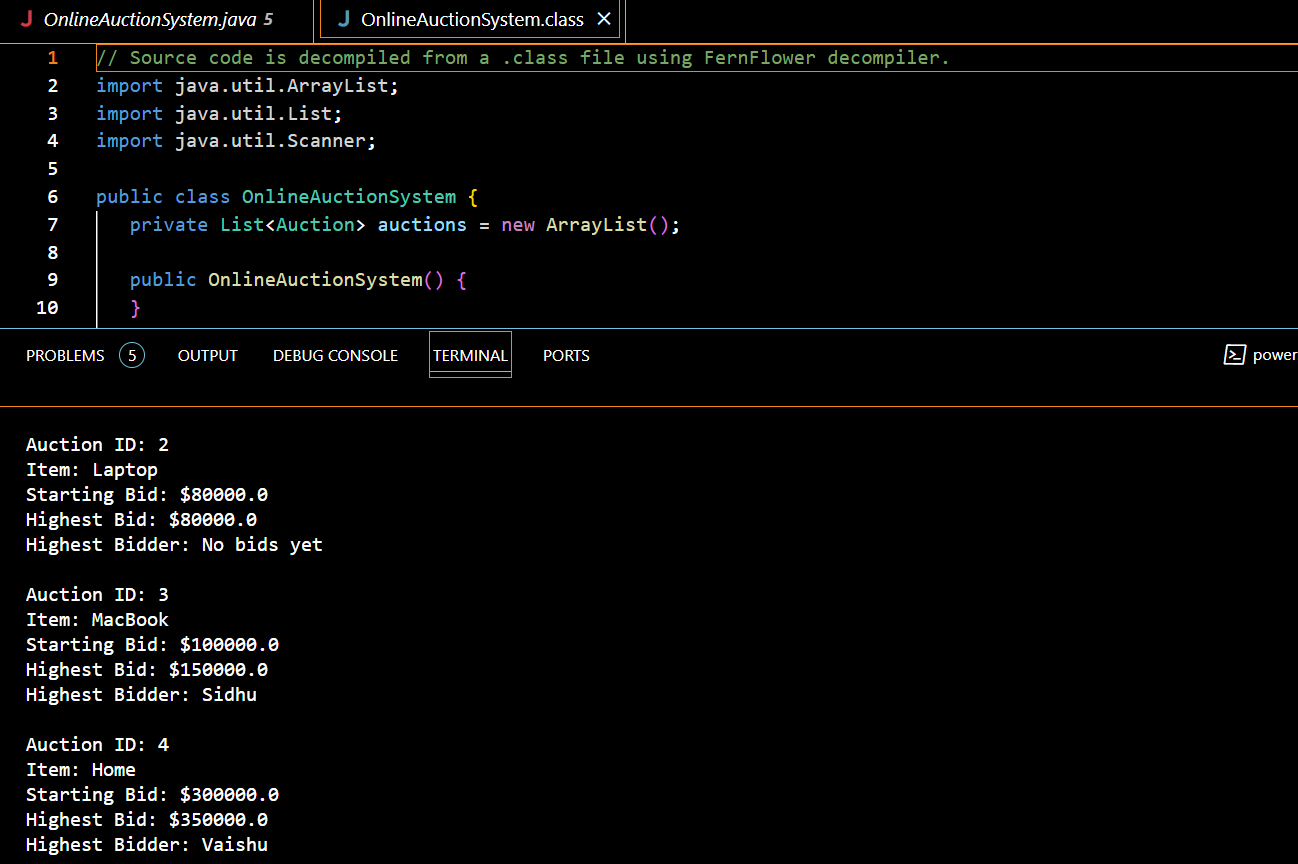 OnlineAuctionSystem.java 5 OnlineAuctionSystem.class
1 // Source code is decompiled from a .class file using FernFlower decompiler.
2 import java.util.ArrayList;
3 import java.util.List;
4 import java.util.Scanner;
5
6 public class OnlineAuctionSystem {
7 private List<Auction> auctions = new ArrayList();
8
9 public OnlineAuctionSystem() {
10 }
PROBLEMS 5 OUTPUT DEBUG CONSOLE TERMINAL PORTS power
Auction ID: 2
Item: Laptop
Starting Bid: $80000.0
Highest Bid: $80000.0
Highest Bidder: No bids yet
Auction ID: 3
Item: MacBook
Starting Bid: $100000.0
Highest Bid: $150000.0
Highest Bidder: Sidhu
Auction ID: 4
Item: Home
Starting Bid: $300000.0
Highest Bid: $350000.0
Highest Bidder: Vaishu